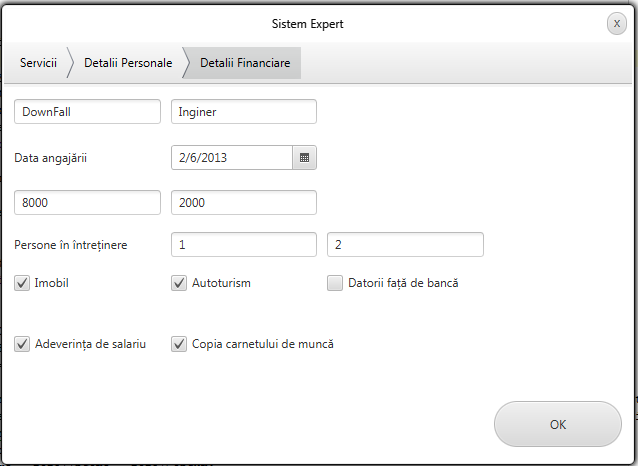 Sistem Expert
x
Servicii Detalii Personale Detalii Financiare
DownFall Inginer
Data angajării 2/6/2013
8000 2000
Persone în întreținere 1 2
Imobil Autoturism Datorii față de bancă
Adeverința de salariu Copia carnetului de muncă
OK